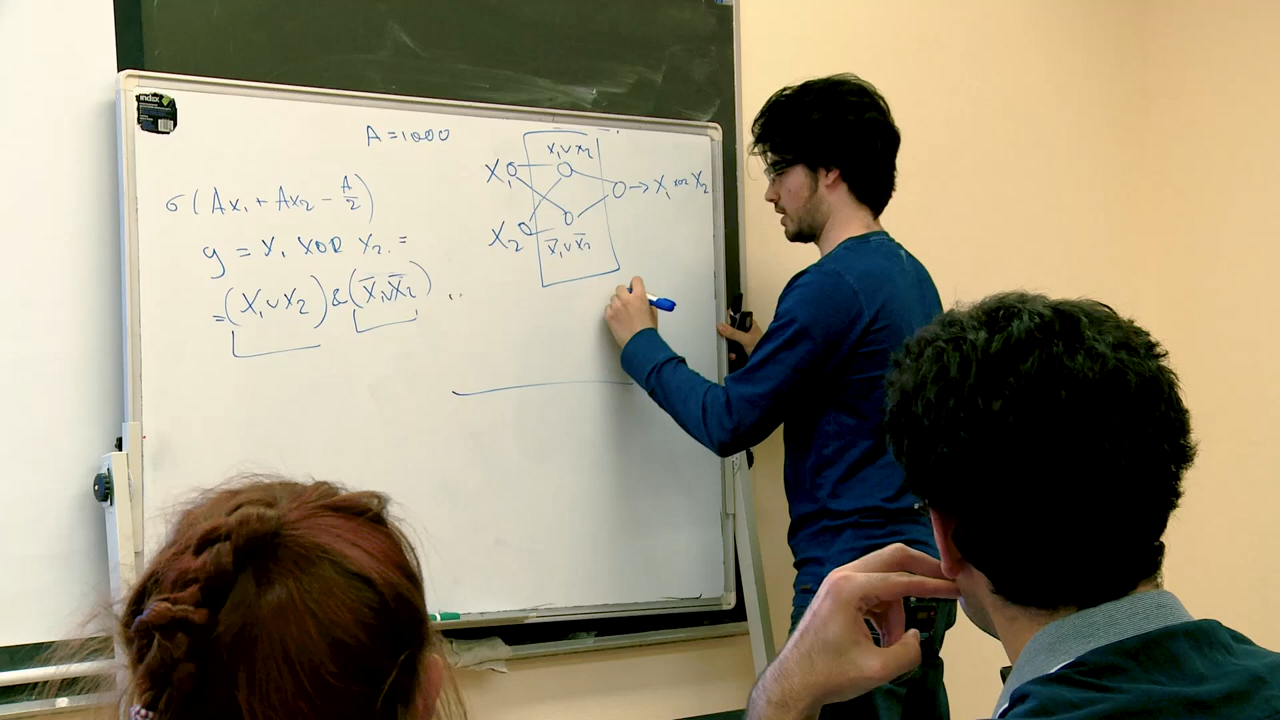 index
A = 1000
σ(Ax₁ + Ax₂ − A/2)
y = x₁ XOR x₂ =
= (x₁ ∨ x₂) & (x̄₁ ∨ x̄₂)
x₁ ∨ x₂
X₁
→ X₁ xor X₂
X₂
x̄₁ ∨ x̄₂